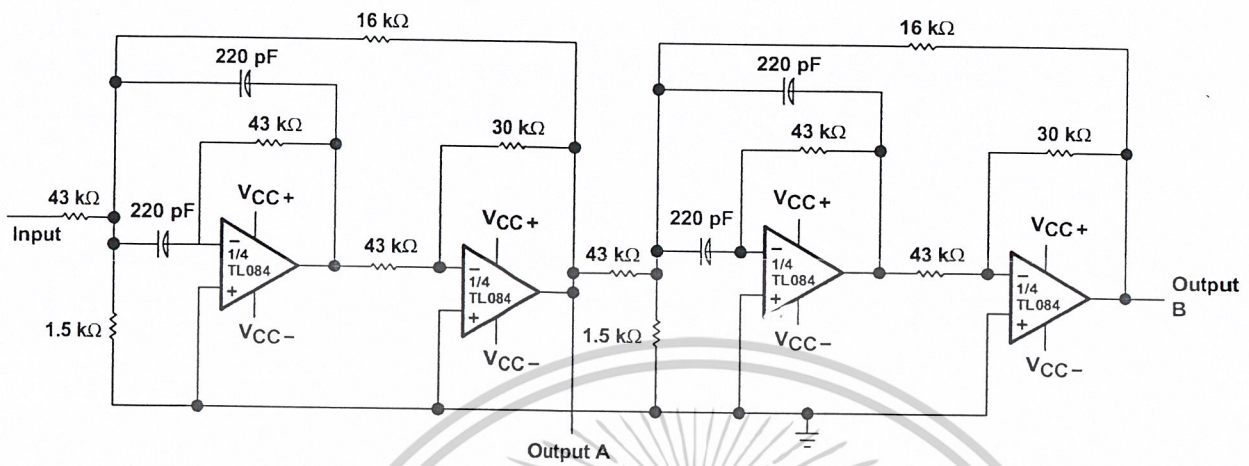 16 kΩ
16 kΩ
220 pF
220 pF
43 kΩ
30 kΩ
43 kΩ
30 kΩ
43 kΩ
Input
220 pF
VCC+
−
1/4
TL084
+
VCC−
1.5 kΩ
43 kΩ
VCC+
−
1/4
TL084
+
VCC−
43 kΩ
220 pF
VCC+
−
1/4
TL084
+
VCC−
1.5 kΩ
43 kΩ
VCC+
−
1/4
TL084
+
VCC−
Output
B
Output A